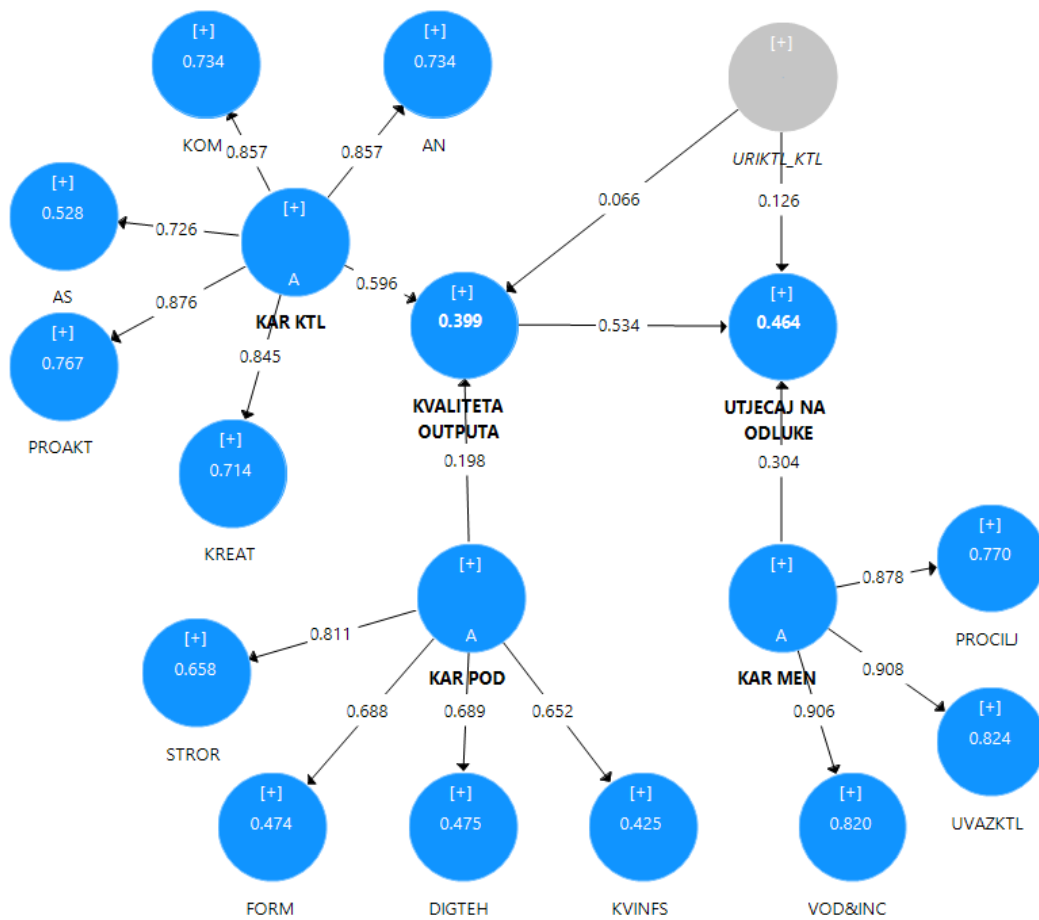 [+]
0.734
KOM
[+]
0.734
AN
[+]
URIKTL_KTL
0.857
0.857
[+]
0.528
AS
0.726
[+]
A
KAR KTL
0.066
0.126
0.876
0.596
[+]
0.767
PROAKT
0.845
[+]
0.399
KVALITETA
OUTPUTA
0.534
[+]
0.464
UTJECAJ NA
ODLUKE
[+]
0.714
KREAT
0.198
0.304
[+]
A
KAR POD
[+]
A
KAR MEN
0.878
[+]
0.770
PROCILJ
0.811
[+]
0.658
STROR
0.688
0.689
0.652
0.906
0.908
[+]
0.824
UVAZKTL
[+]
0.474
FORM
[+]
0.475
DIGTEH
[+]
0.425
KVINFS
[+]
0.820
VOD&INC